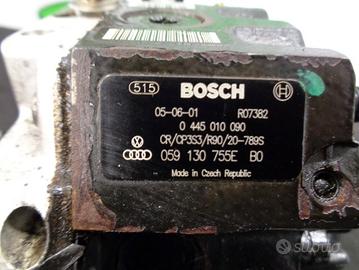 515 BOSCH
05-06-01 R07382
0 445 010 090
CR/CP3S3/R90/20-789S
059 130 755E B0
Made in Czech Republic
subito